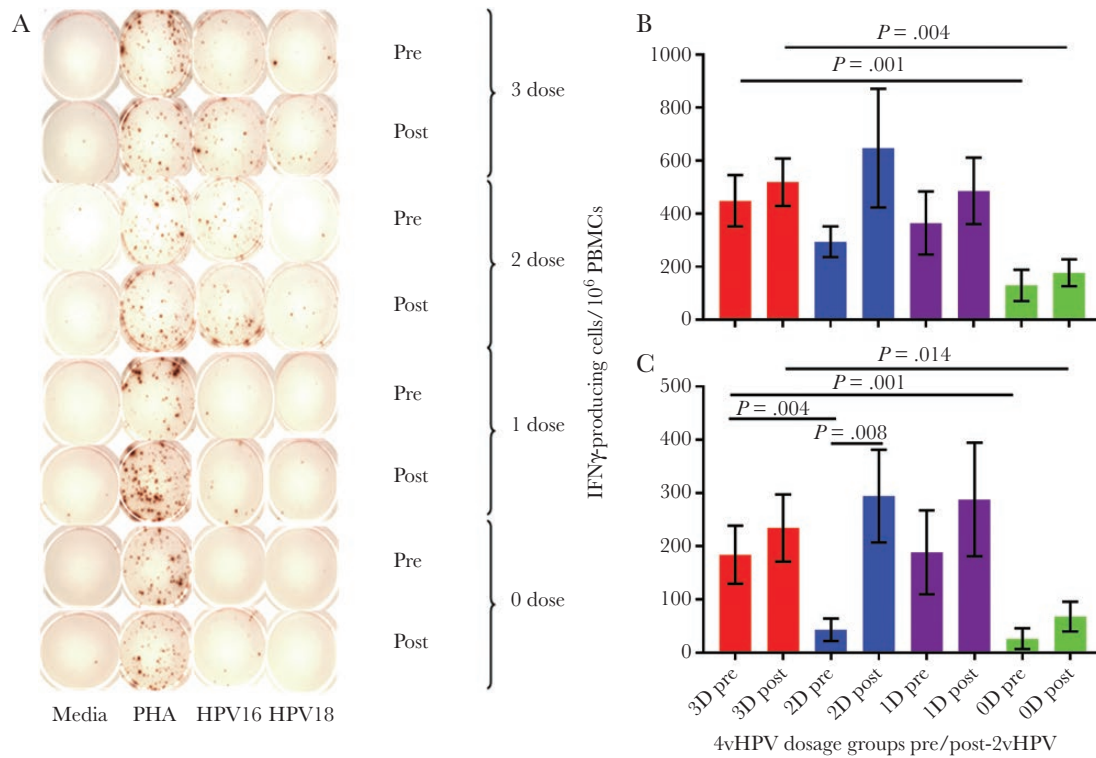 A
Pre
Post
3 dose
Pre
Post
2 dose
Pre
Post
1 dose
Pre
Post
0 dose
Media PHA HPV16 HPV18
IFNγ-producing cells/10⁶ PBMCs
B
P = .004
P = .001
1000
800
600
400
200
0
C
P = .014
P = .001
P = .004
P = .008
500
400
300
200
100
0
3D pre
3D post
2D pre
2D post
1D pre
1D post
0D pre
0D post
4vHPV dosage groups pre/post-2vHPV